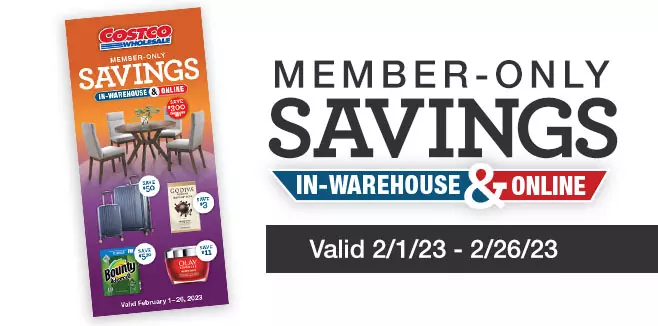 COSTCO
WHOLESALE
MEMBER-ONLY
SAVINGS
IN-WAREHOUSE & ONLINE
SAVE
$300
SAVE
$50
GODIVA
SAVE
$3
SAVE
Bounty
OLAY
SAVE
$11
Valid February 1–26, 2023
MEMBER-ONLY
SAVINGS
IN-WAREHOUSE & ONLINE
Valid 2/1/23 - 2/26/23